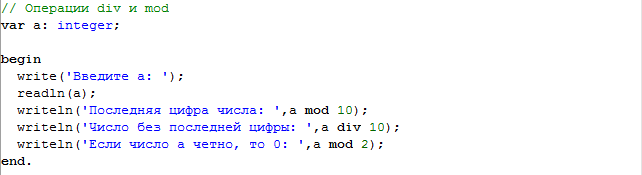 // Операции div и mod
var a: integer;
begin
write('Введите a: ');
readln(a);
writeln('Последняя цифра числа: ',a mod 10);
writeln('Число без последней цифры: ',a div 10);
writeln('Если число a четно, то 0: ',a mod 2);
end.